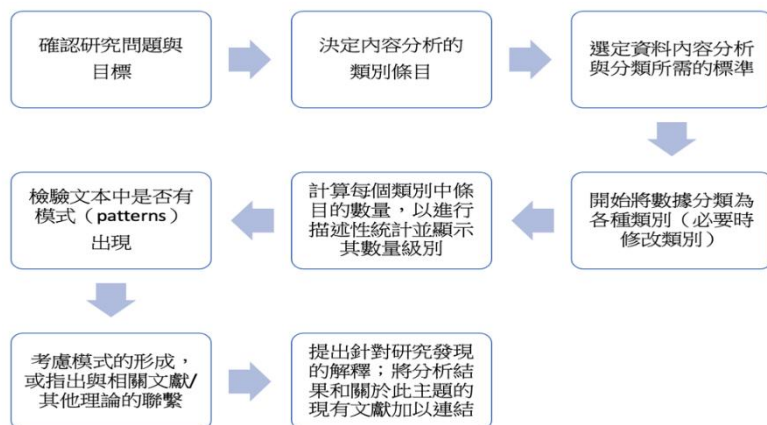 確認研究問題與
目標
決定內容分析的
類別條目
選定資料內容分析
與分類所需的標準
開始將數據分類為
各種類別（必要時
修改類別）
計算每個類別中條
目的數量，以進行
描述性統計並顯示
其數量級別
檢驗文本中是否有
模式（patterns）
出現
考慮模式的形成，
或指出與相關文獻/
其他理論的聯繫
提出針對研究發現
的解釋；將分析結
果和關於此主題的
現有文獻加以連結